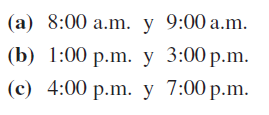 (a) 8:00 a.m. y 9:00 a.m.
(b) 1:00 p.m. y 3:00 p.m.
(c) 4:00 p.m. y 7:00 p.m.